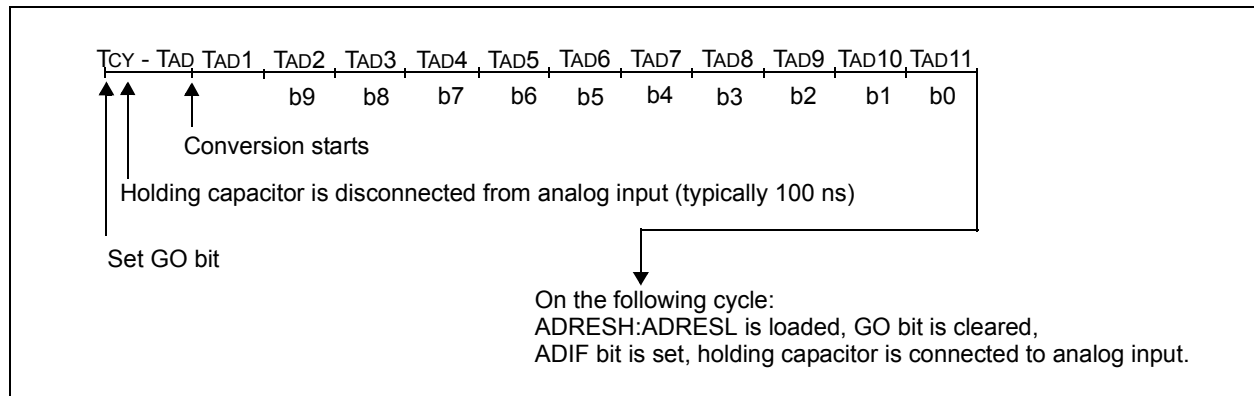 TCY - TAD TAD1 TAD2 TAD3 TAD4 TAD5 TAD6 TAD7 TAD8 TAD9 TAD10 TAD11
b9 b8 b7 b6 b5 b4 b3 b2 b1 b0
Conversion starts
Holding capacitor is disconnected from analog input (typically 100 ns)
Set GO bit
On the following cycle:
ADRESH:ADRESL is loaded, GO bit is cleared,
ADIF bit is set, holding capacitor is connected to analog input.